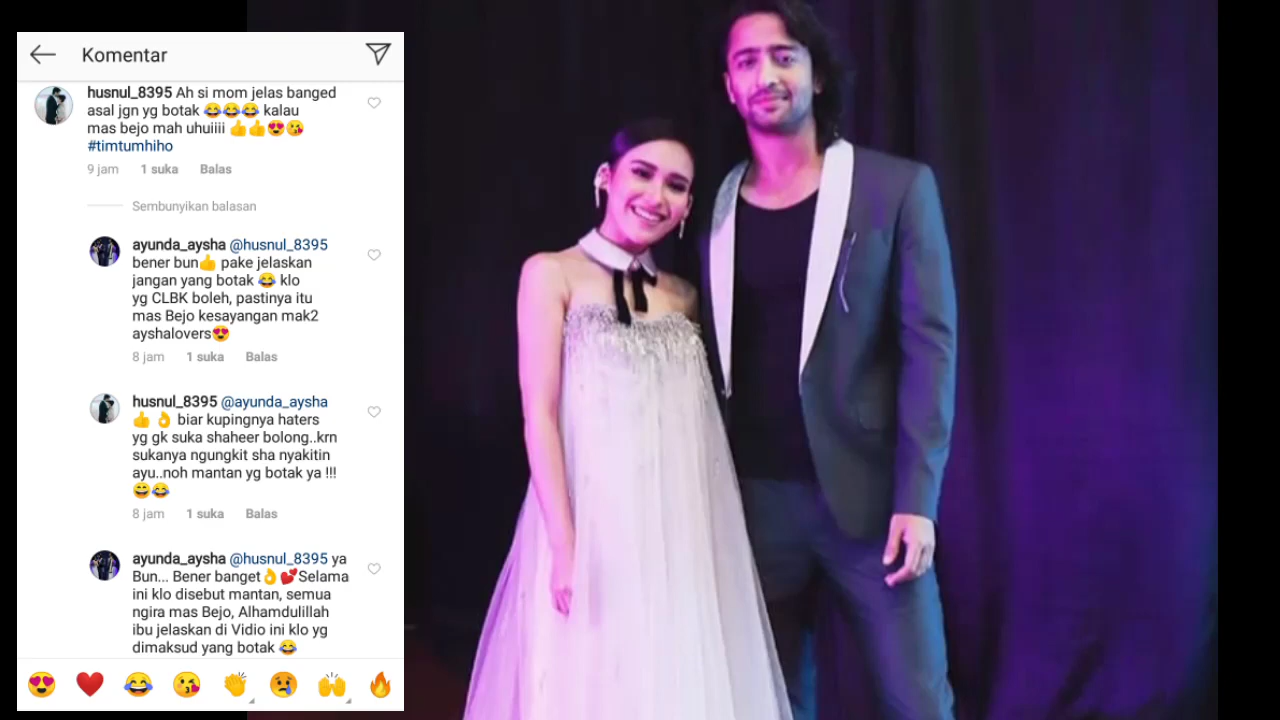 Komentar
husnul_8395 Ah si mom jelas banged
asal jgn yg botak 😂😂😂 kalau
mas bejo mah uhuiiii 👍👍😍😘
#timtumhiho
9 jam 1 suka Balas
Sembunyikan balasan
ayunda_aysha @husnul_8395
bener bun👍 pake jelaskan
jangan yang botak 😂 klo
yg CLBK boleh, pastinya itu
mas Bejo kesayangan mak2
ayshalovers😍
8 jam 1 suka Balas
husnul_8395 @ayunda_aysha
👍 👌 biar kupingnya haters
yg gk suka shaheer bolong..krn
sukanya ngungkit sha nyakitin
ayu..noh mantan yg botak ya !!!
😄😂
8 jam 1 suka Balas
ayunda_aysha @husnul_8395 ya
Bun... Bener banget👌💕Selama
ini klo disebut mantan, semua
ngira mas Bejo, Alhamdulillah
ibu jelaskan di Vidio ini klo yg
dimaksud yang botak 😂